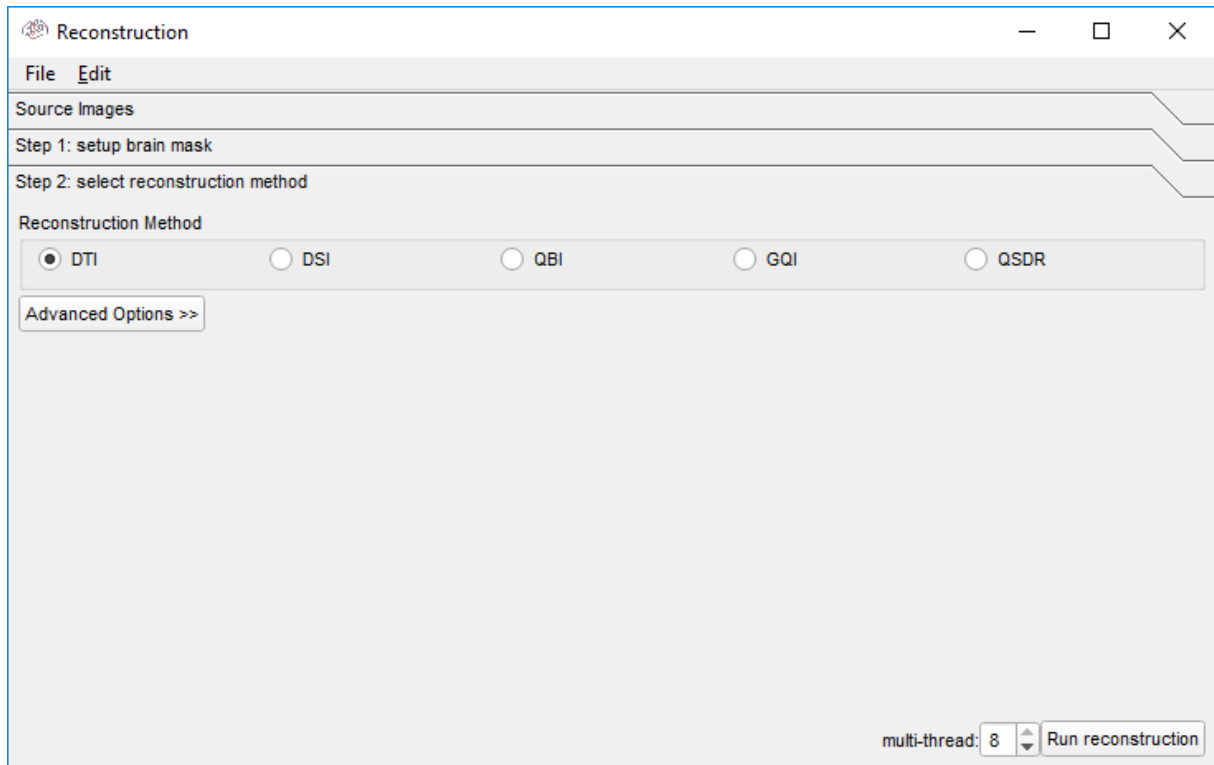 Reconstruction
File Edit
Source Images
Step 1: setup brain mask
Step 2: select reconstruction method
Reconstruction Method
DTI DSI QBI GQI QSDR
Advanced Options >>
multi-thread: 8 Run reconstruction